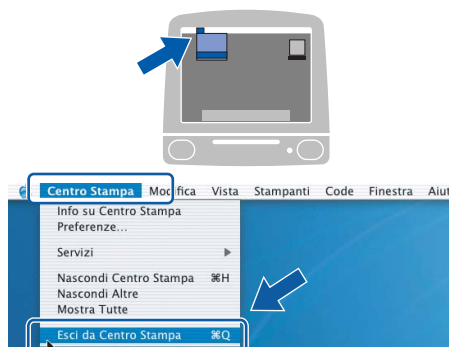 Centro Stampa Modifica Vista Stampanti Code Finestra Aiut
Info su Centro Stampa
Preferenze...
Servizi
Nascondi Centro Stampa ⌘H
Nascondi Altre
Mostra Tutte
Esci da Centro Stampa ⌘Q